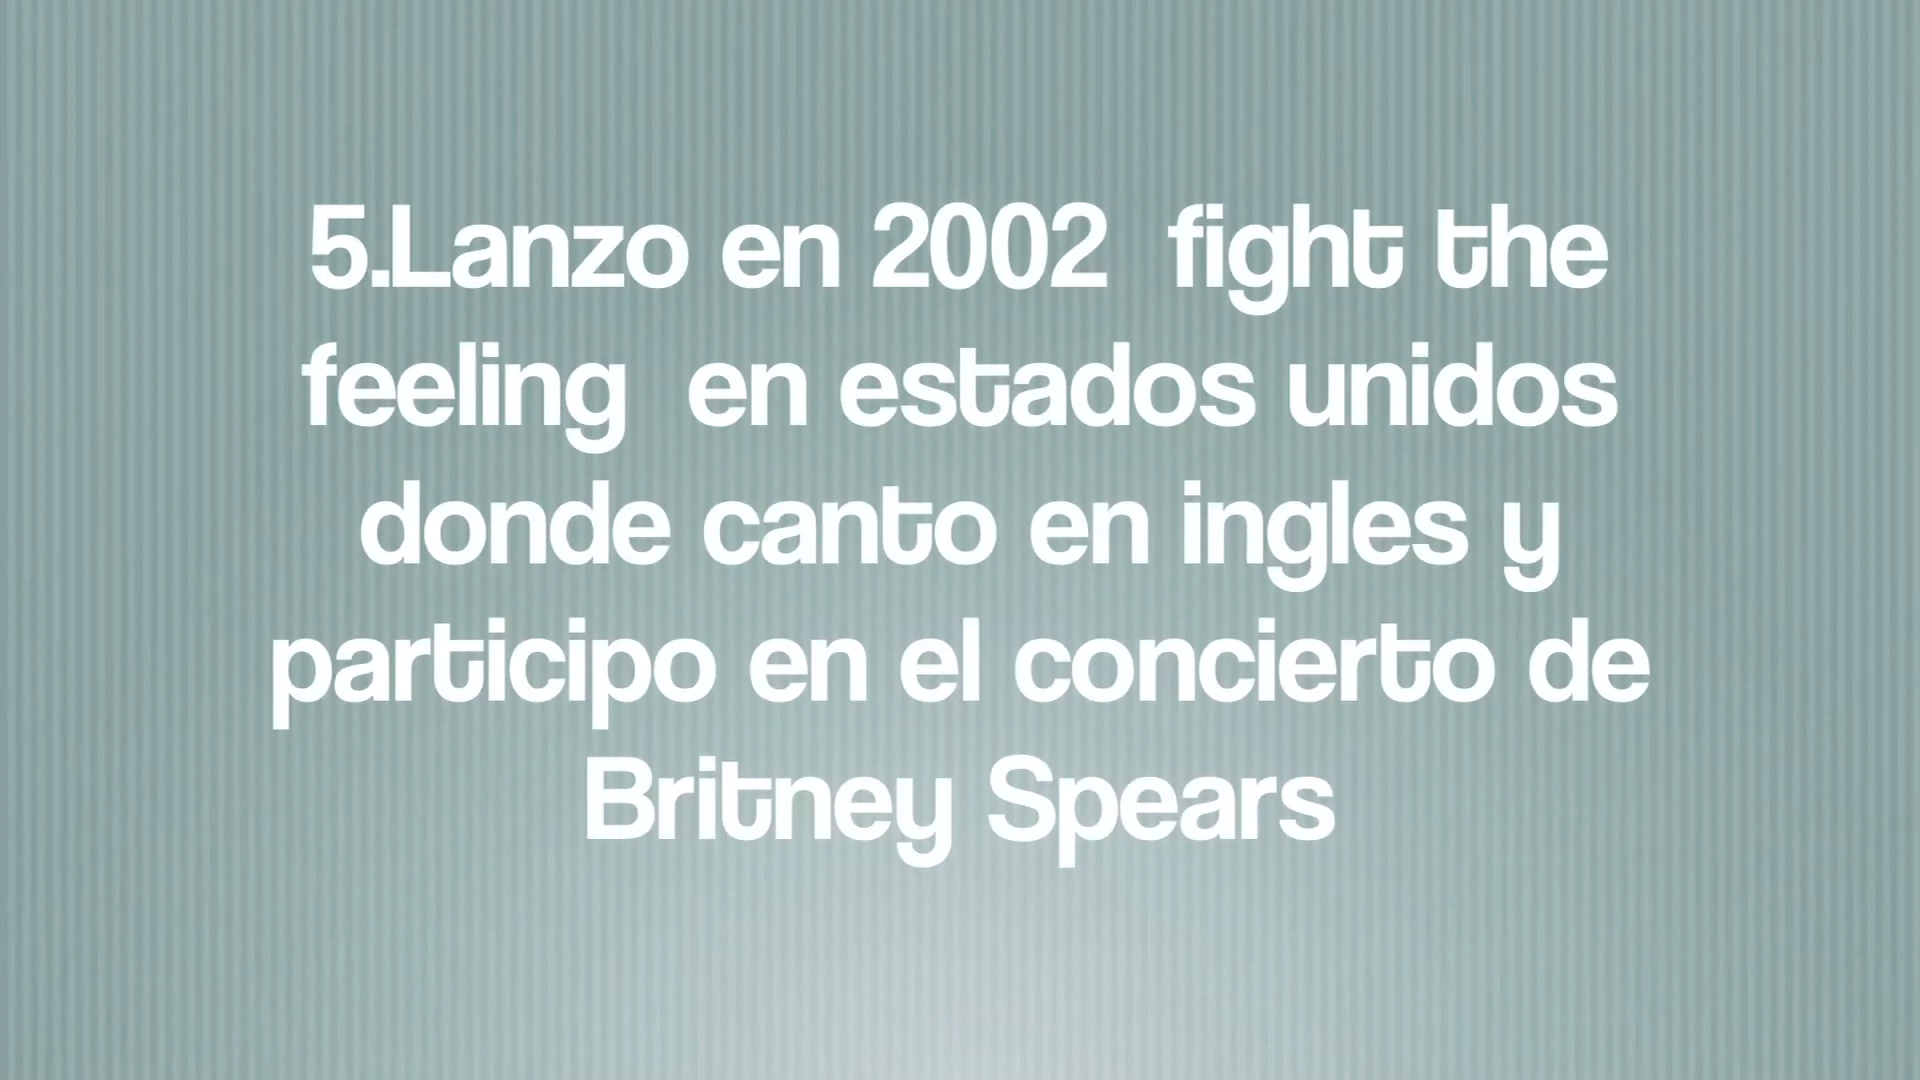 5.Lanzo en 2002  fight the
feeling  en estados unidos
donde canto en ingles y
participo en el concierto de
Britney Spears